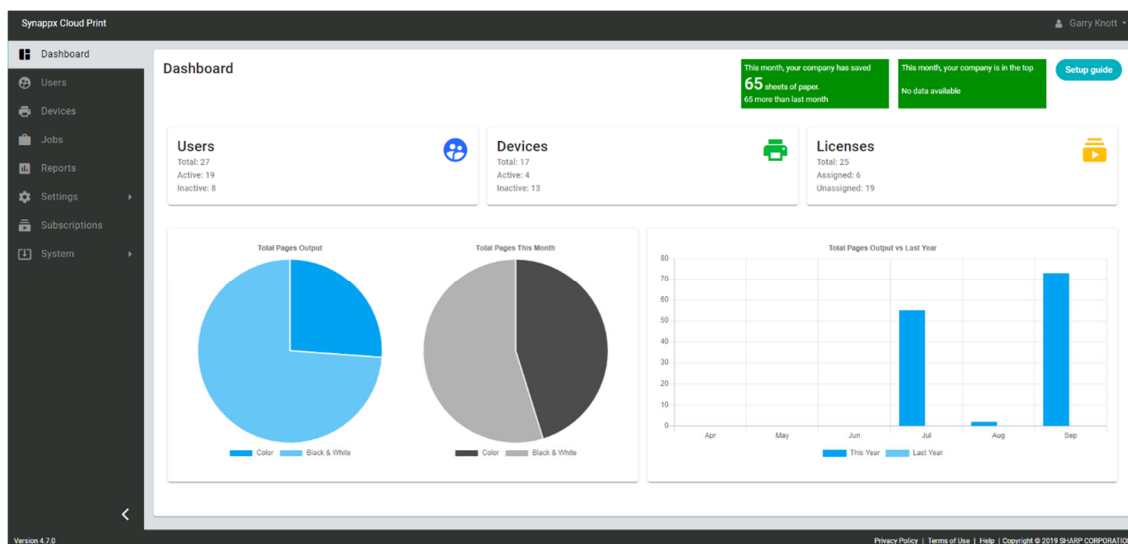 Synappx Cloud Print
Garry Knott
Dashboard
Users
Devices
Jobs
Reports
Settings
Subscriptions
System
Version 4.7.0
Dashboard
This month, your company has saved
65 sheets of paper.
65 more than last month
This month, your company is in the top
No data available
Setup guide
Users
Total: 27
Active: 19
Inactive: 8
Devices
Total: 17
Active: 4
Inactive: 13
Licenses
Total: 25
Assigned: 6
Unassigned: 19
Total Pages Output
Color Black & White
Total Pages This Month
Color Black & White
Total Pages Output vs Last Year
80
70
60
50
40
30
20
10
0
Apr May Jun Jul Aug Sep
This Year Last Year
Privacy Policy | Terms of Use | Help | Copyright © 2019 SHARP CORPORATIO